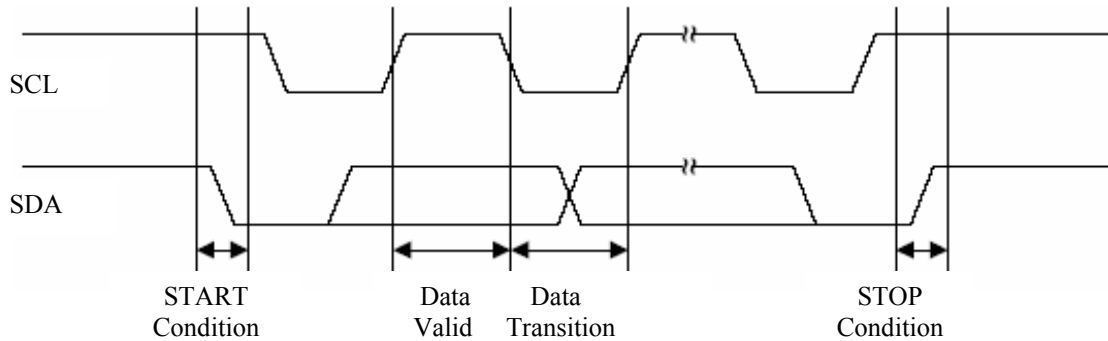 SCL
SDA
START
Condition
Data
Valid
Data
Transition
STOP
Condition